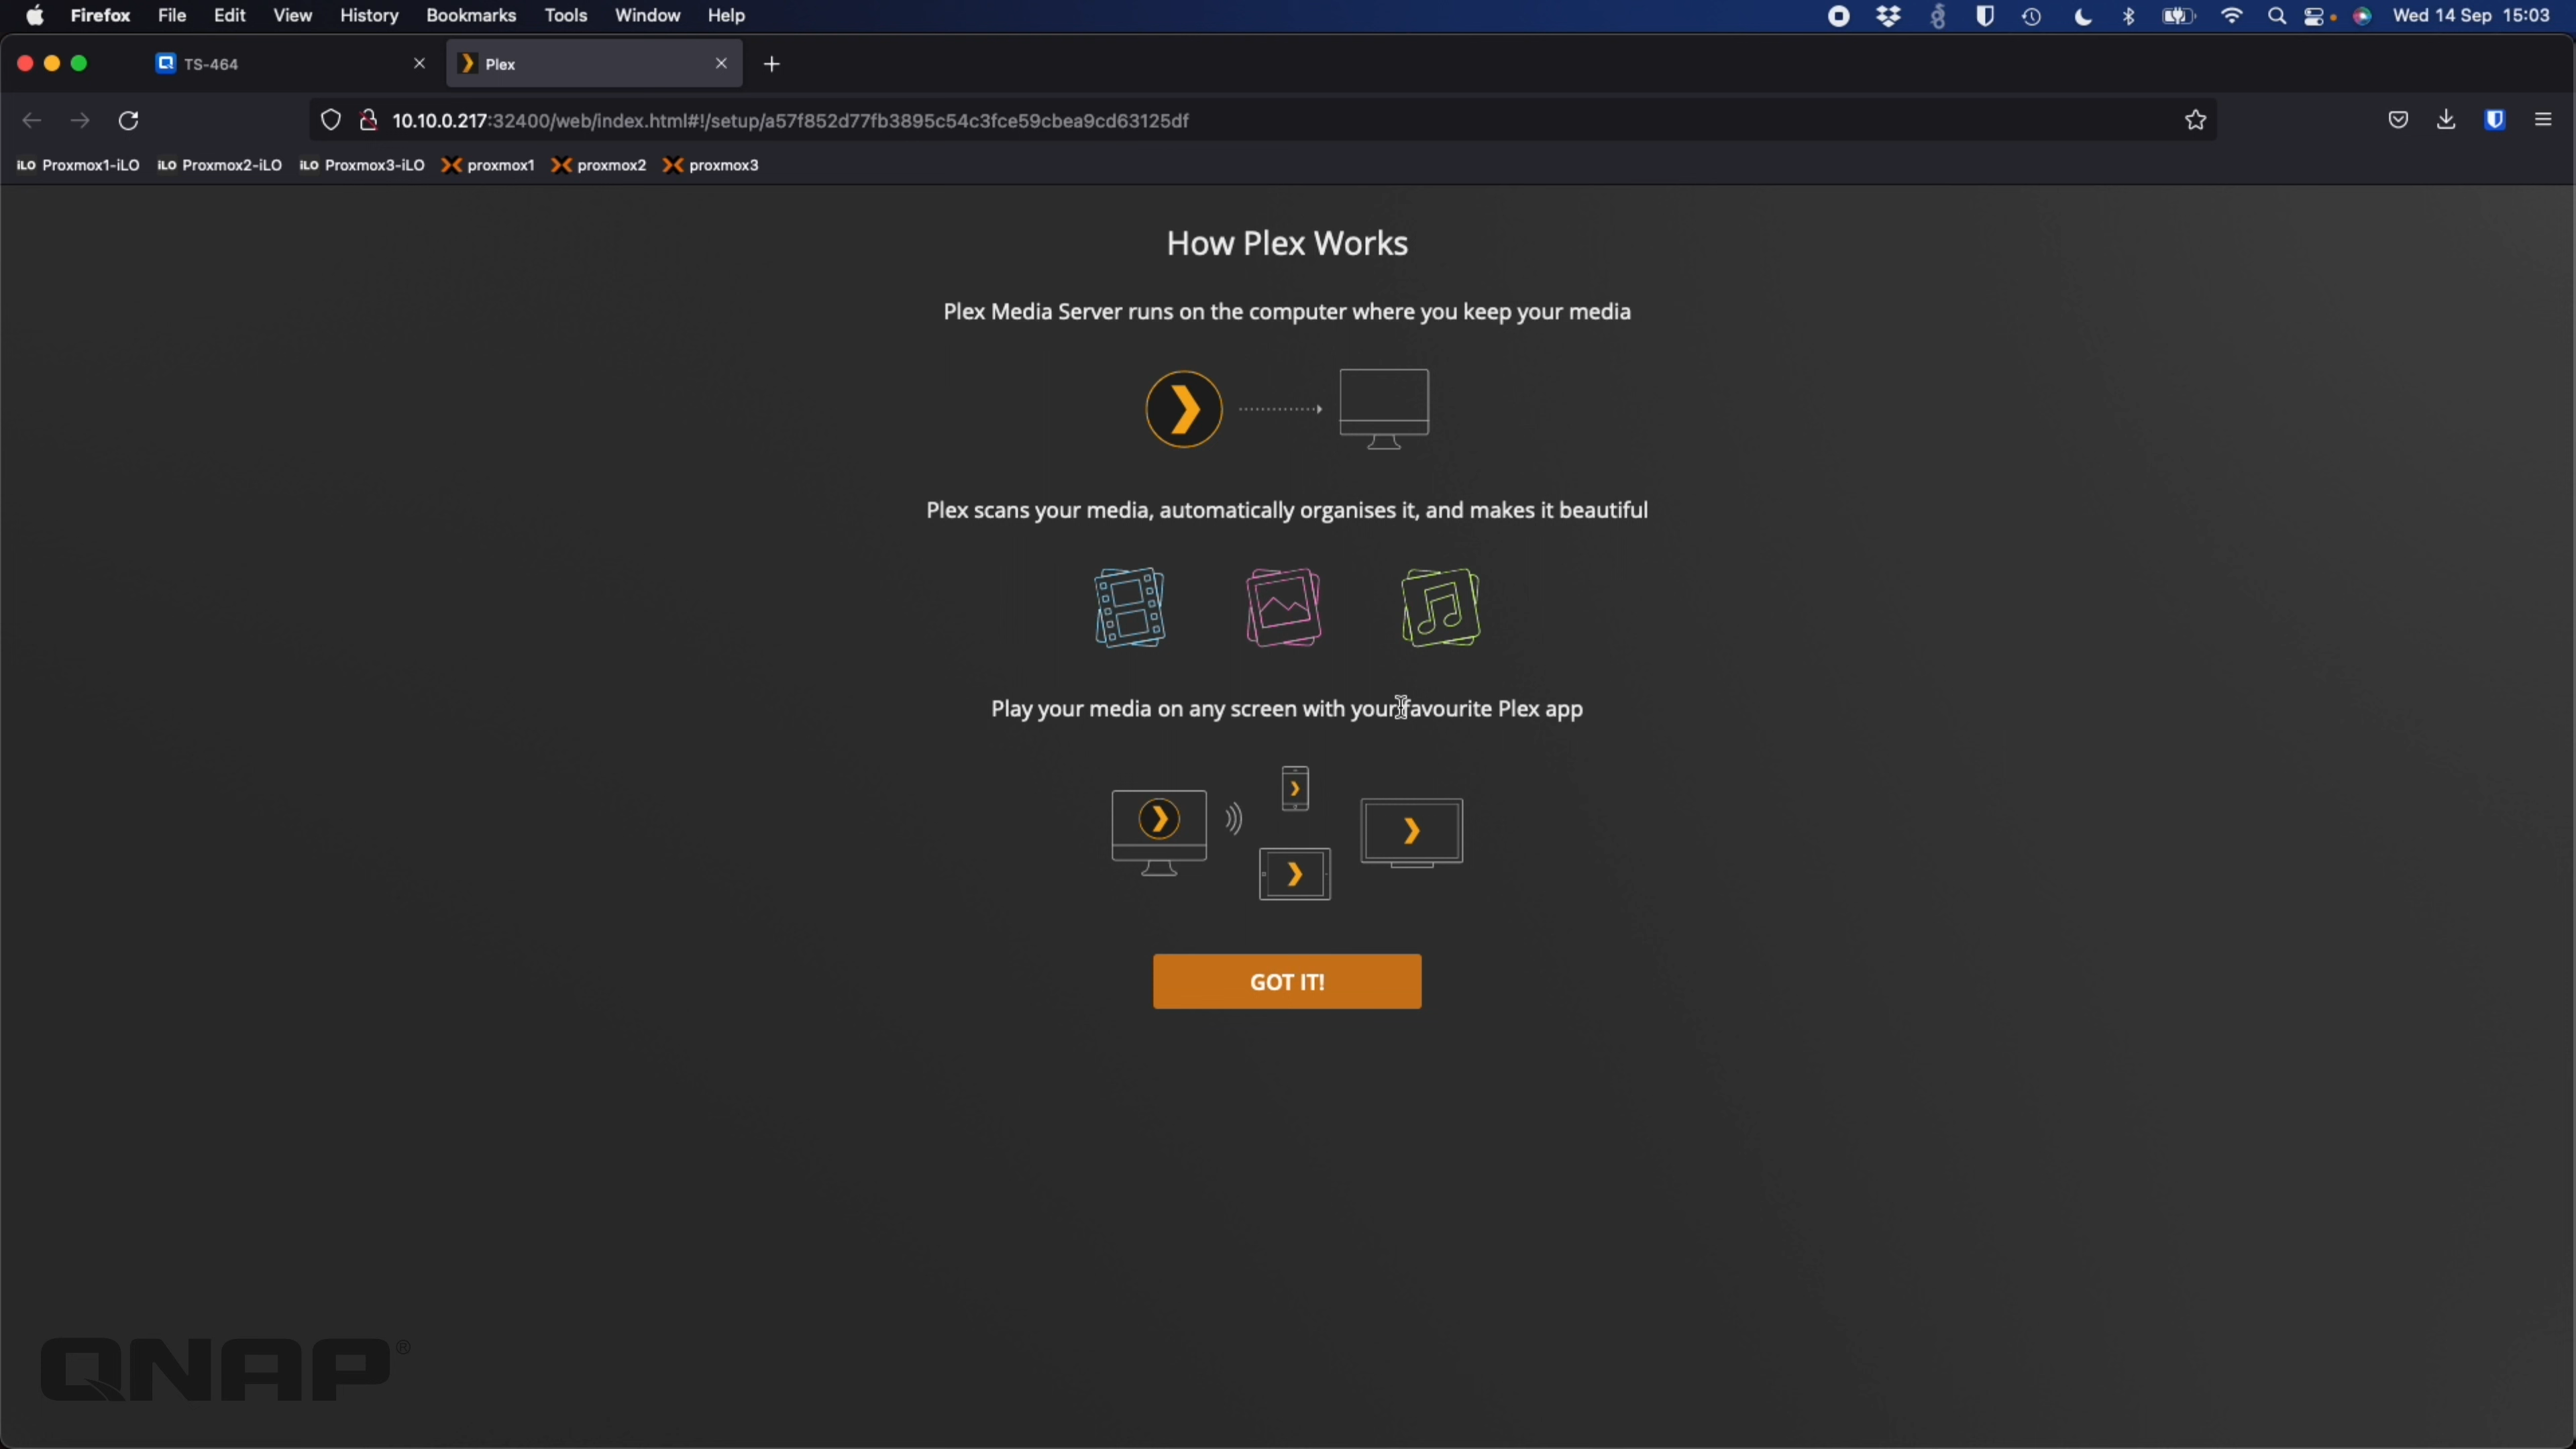 Firefox File Edit View History Bookmarks Tools Window Help Wed 14 Sep 15:03
TS-464 Plex
10.10.0.217:32400/web/index.html#!/setup/a57f852d77fb3895c54c3fce59cbea9cd63125df
iLO Proxmox1-iLO iLO Proxmox2-iLO iLO Proxmox3-iLO proxmox1 proxmox2 proxmox3
How Plex Works
Plex Media Server runs on the computer where you keep your media
Plex scans your media, automatically organises it, and makes it beautiful
Play your media on any screen with your favourite Plex app
GOT IT!
QNAP®